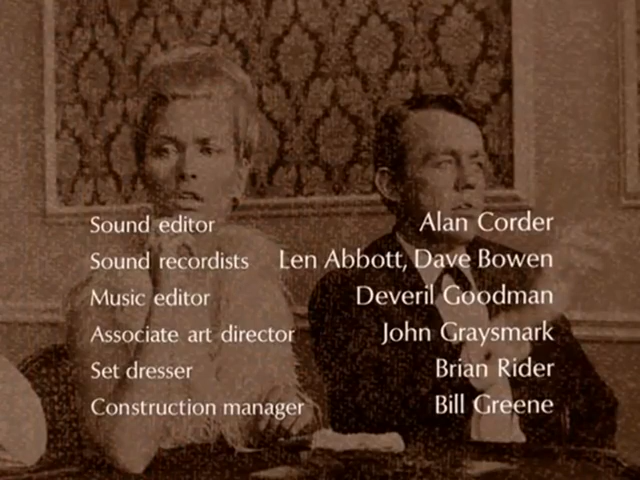 Sound editor Alan Corder
Sound recordists Len Abbott, Dave Bowen
Music editor Deveril Goodman
Associate art director John Graysmark
Set dresser Brian Rider
Construction manager Bill Greene